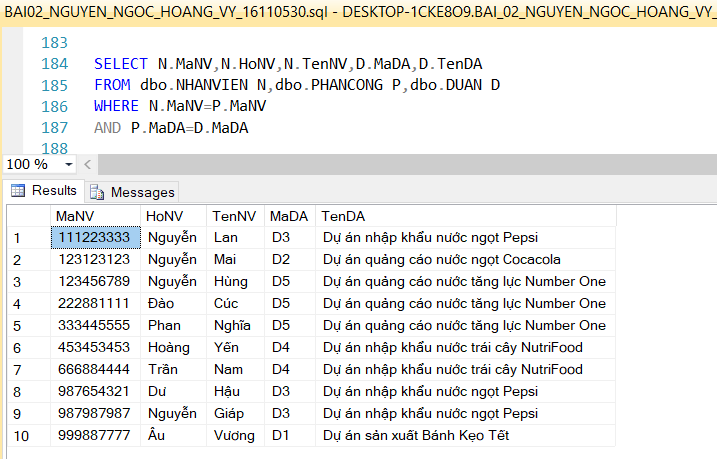 BAI02_NGUYEN_NGOC_HOANG_VY_16110530.sql - DESKTOP-1CKE8O9.BAI_02_NGUYEN_NGOC_HOANG_VY_
183
184 SELECT N.MaNV,N.HoNV,N.TenNV,D.MaDA,D.TenDA
185 FROM dbo.NHANVIEN N,dbo.PHANCONG P,dbo.DUAN D
186 WHERE N.MaNV=P.MaNV
187 AND P.MaDA=D.MaDA
188
100 %
Results Messages
MaNV HoNV TenNV MaDA TenDA
1 111223333 Nguyễn Lan D3 Dự án nhập khẩu nước ngọt Pepsi
2 123123123 Nguyễn Mai D2 Dự án quảng cáo nước ngọt Cocacola
3 123456789 Nguyễn Hùng D5 Dự án quảng cáo nước tăng lực Number One
4 222881111 Đào Cúc D5 Dự án quảng cáo nước tăng lực Number One
5 333445555 Phan Nghĩa D5 Dự án quảng cáo nước tăng lực Number One
6 453453453 Hoàng Yến D4 Dự án nhập khẩu nước trái cây NutriFood
7 666884444 Trần Nam D4 Dự án nhập khẩu nước trái cây NutriFood
8 987654321 Dư Hậu D3 Dự án nhập khẩu nước ngọt Pepsi
9 987987987 Nguyễn Giáp D3 Dự án nhập khẩu nước ngọt Pepsi
10 999887777 Âu Vương D1 Dự án sản xuất Bánh Kẹo Tết